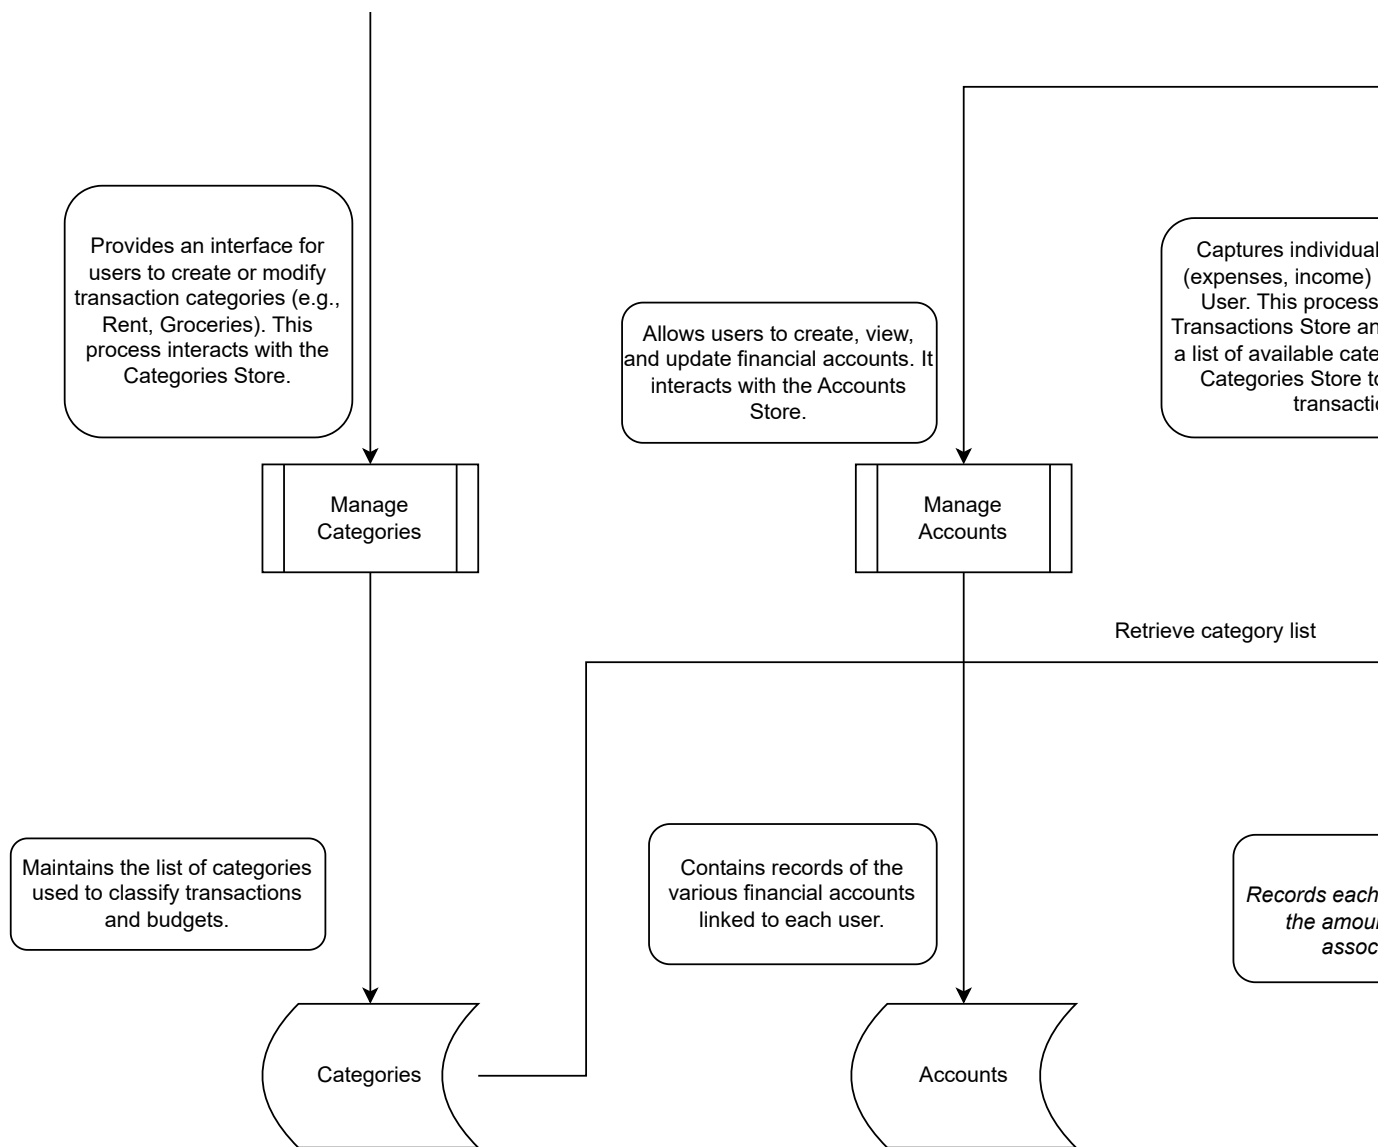 Provides an interface for
users to create or modify
transaction categories (e.g.,
Rent, Groceries). This
process interacts with the
Categories Store.
Allows users to create, view,
and update financial accounts. It
interacts with the Accounts
Store.
Captures individual
(expenses, income)
User. This process
Transactions Store
a list of available
Categories Store
Manage
Categories
Manage
Accounts
Retrieve category list
Maintains the list of categories
used to classify transactions
and budgets.
Contains records of the
various financial accounts
linked to each user.
Records each
the
Categories
Accounts